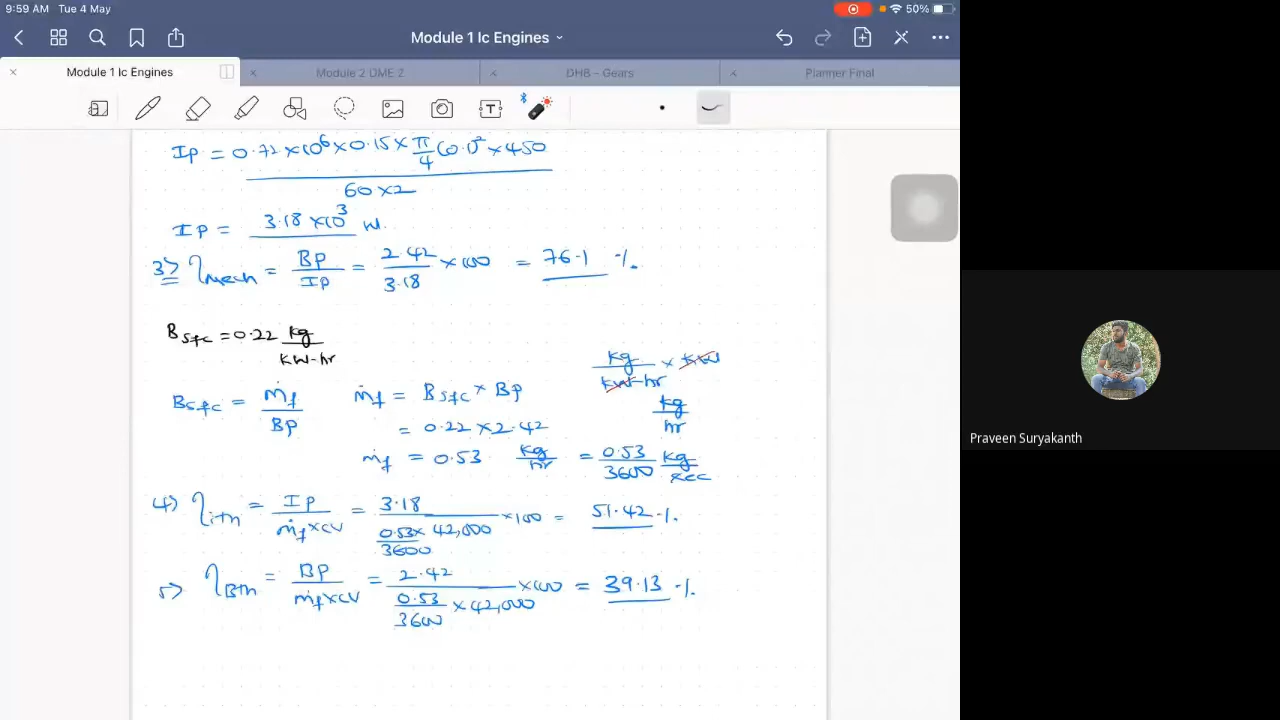 9:59 AM Tue 4 May
50%
Module 1 Ic Engines
Module 1 Ic Engines
Module 2 DME 2
DHB - Gears
Planner Final
Ip = 0.72 × 10⁶ × 0.15 × π/4 (0.1)² × 450
60 × 2
Ip = 3.18 × 10³ W.
3> ηmech = BP/IP = 2.42/3.18 × 100 = 76.1 %.
Bsfc = 0.22 kg/kW-hr
kg/kW-hr × kW
Bsfc = ṁf/BP ṁf = Bsfc × BP
kg/hr
= 0.22 × 2.42
ṁf = 0.53 kg/hr = 0.53/3600 kg/sec
4) ηith = IP/ṁf×CV = 3.18/(0.53/3600 × 42,000) × 100 = 51.42 %.
5> ηBth = BP/ṁf×CV = 2.42/(0.53/3600 × 42,000) × 100 = 39.13 %.
Praveen Suryakanth